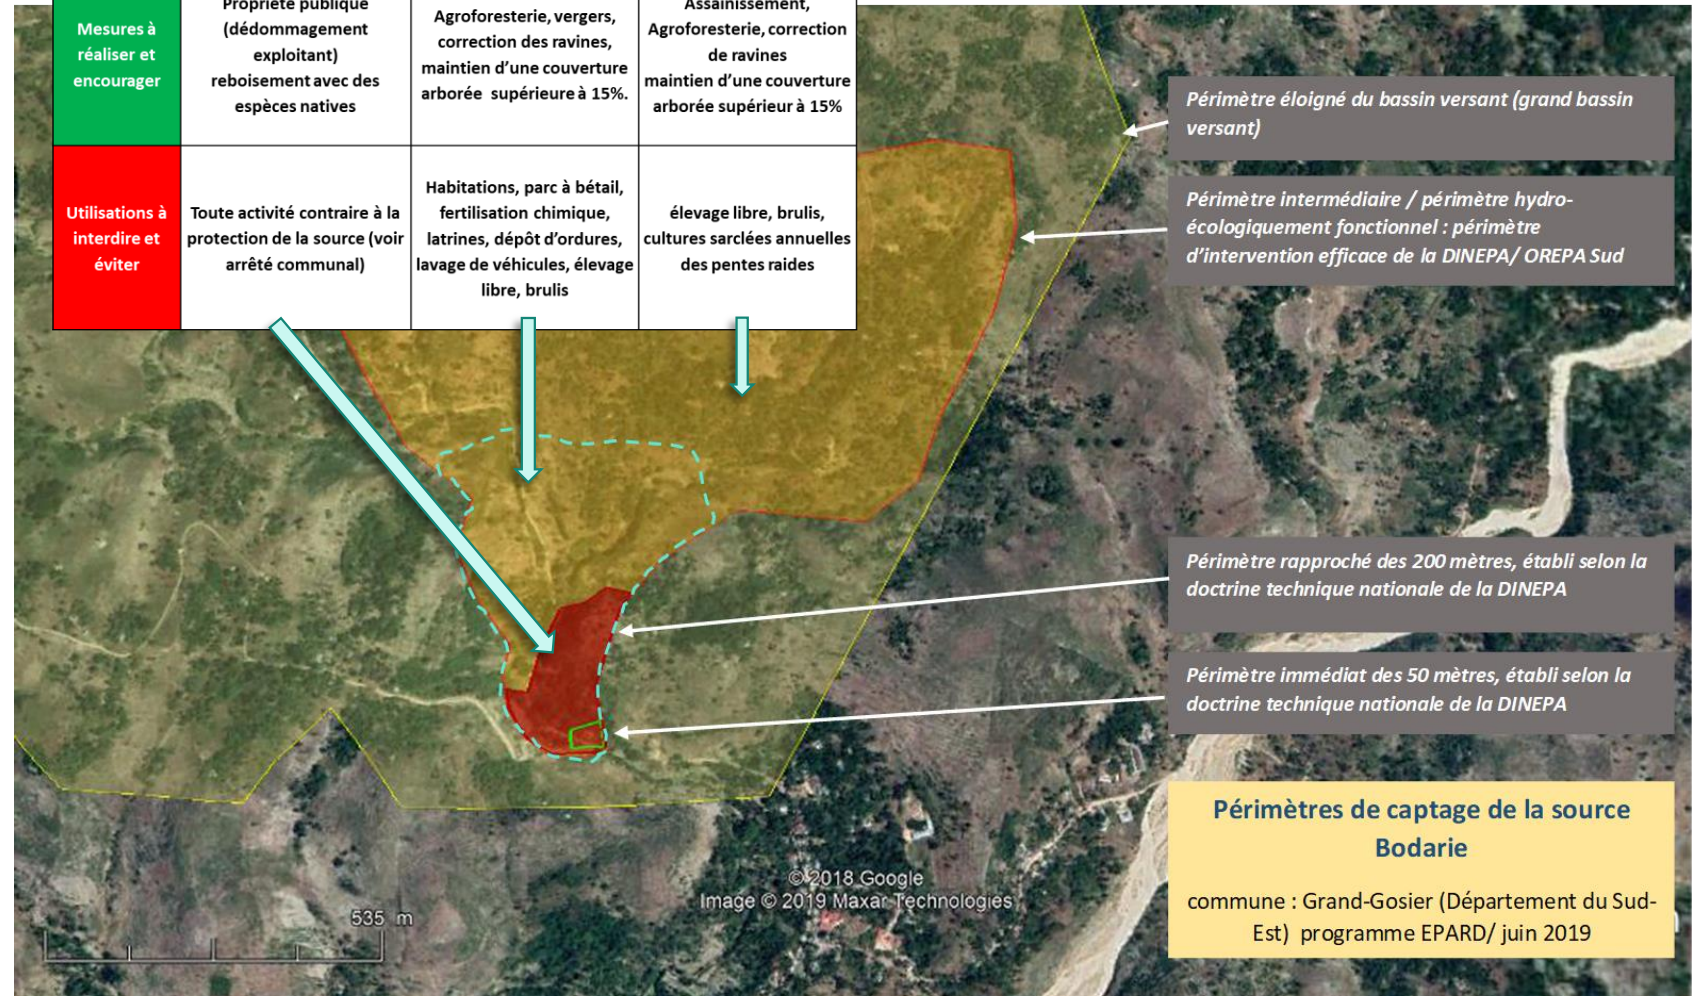 Mesures à
réaliser et
encourager
Propriété publique
(dédommagement
exploitant)
reboisement avec des
espèces natives
Agroforesterie, vergers,
correction des ravines,
maintien d'une couverture
arborée supérieure à 15%.
Assainissement,
Agroforesterie, correction
de ravines
maintien d'une couverture
arborée supérieur à 15%
Utilisations à
interdire et
éviter
Toute activité contraire à la
protection de la source (voir
arrêté communal)
Habitations, parc à bétail,
fertilisation chimique,
latrines, dépôt d'ordures,
lavage de véhicules, élevage
libre, brulis
élevage libre, brulis,
cultures sarclées annuelles
des pentes raides
Périmètre éloigné du bassin versant (grand bassin
versant)
Périmètre intermédiaire / périmètre hydro-
écologiquement fonctionnel : périmètre
d'intervention efficace de la DINEPA/ OREPA Sud
Périmètre rapproché des 200 mètres, établi selon la
doctrine technique nationale de la DINEPA
Périmètre immédiat des 50 mètres, établi selon la
doctrine technique nationale de la DINEPA
Périmètres de captage de la source
Bodarie
commune : Grand-Gosier (Département du Sud-
Est) programme EPARD/ juin 2019
© 2018 Google
Image © 2019 Maxar Technologies
535 m